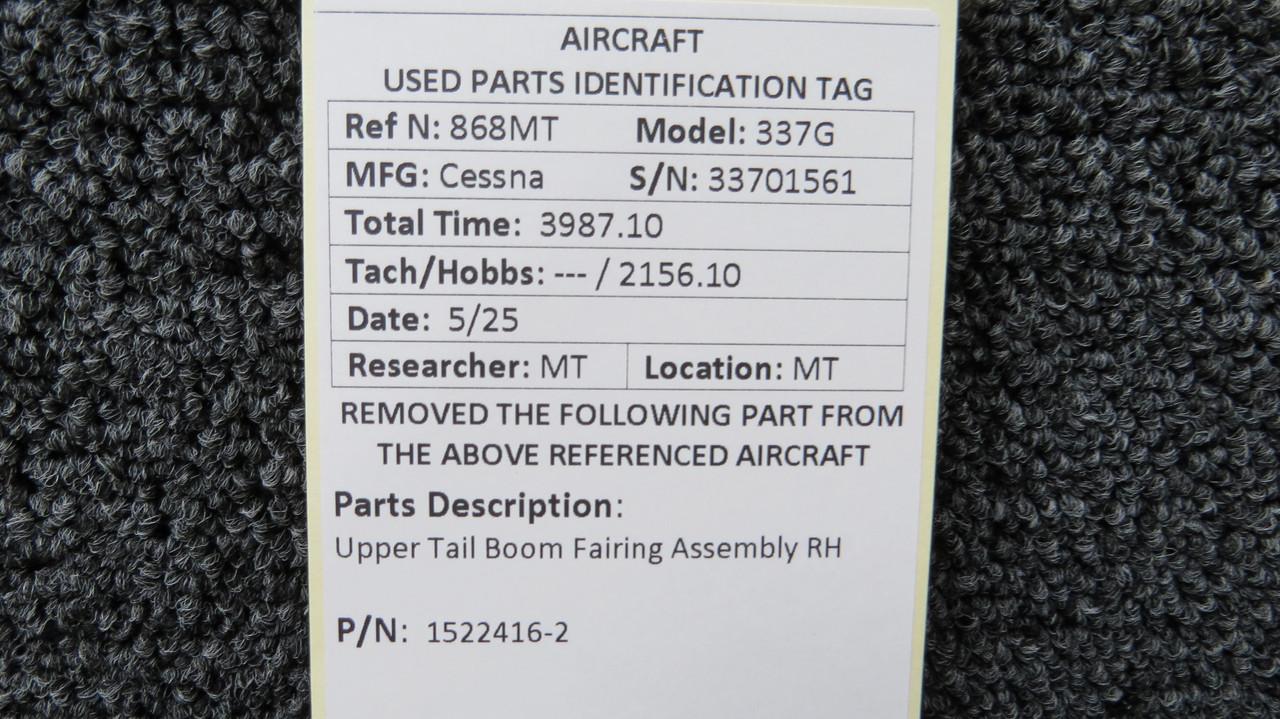 AIRCRAFT
USED PARTS IDENTIFICATION TAG
Ref N: 868MT Model: 337G
MFG: Cessna S/N: 33701561
Total Time: 3987.10
Tach/Hobbs: --- / 2156.10
Date: 5/25
Researcher: MT Location: MT
REMOVED THE FOLLOWING PART FROM
THE ABOVE REFERENCED AIRCRAFT
Parts Description:
Upper Tail Boom Fairing Assembly RH
P/N: 1522416-2